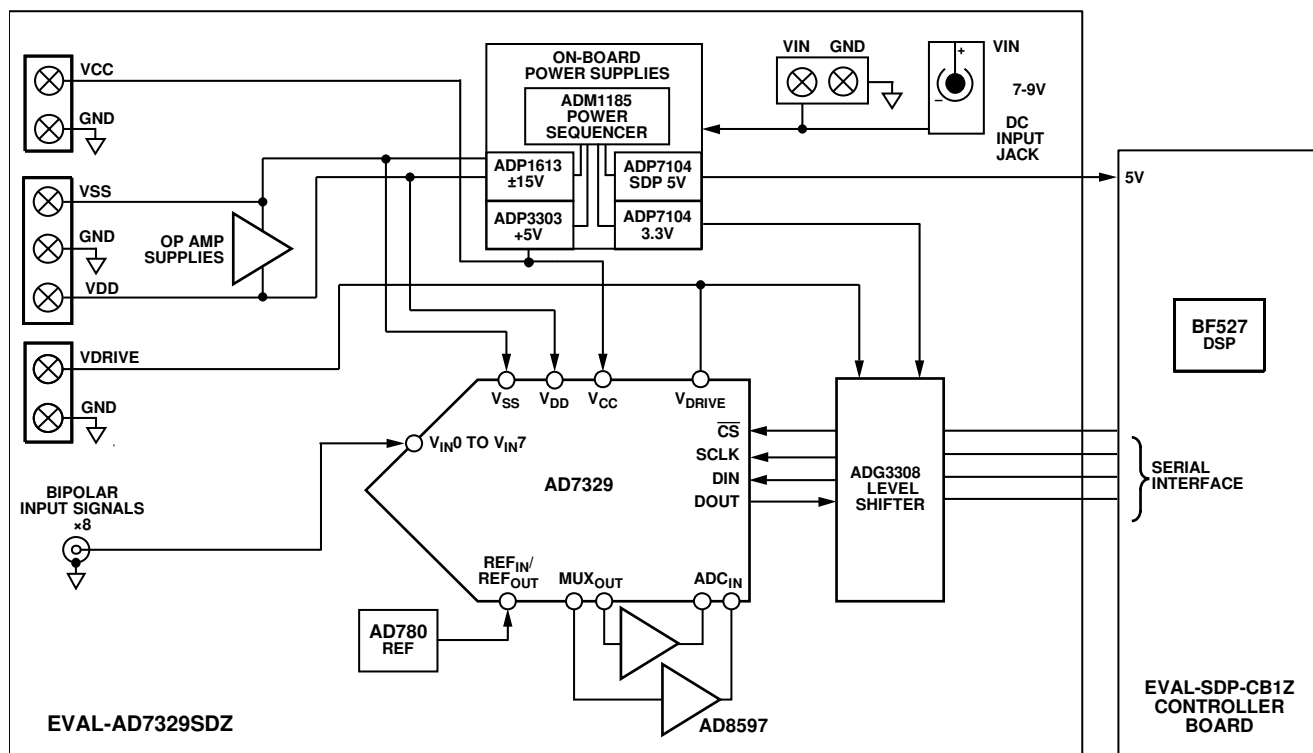 VCC
GND
VSS
GND
VDD
OP AMP
SUPPLIES
VDRIVE
GND
BIPOLAR
INPUT SIGNALS
×8
ON-BOARD
POWER SUPPLIES
ADM1185
POWER
SEQUENCER
ADP1613
±15V
ADP7104
SDP 5V
ADP3303
+5V
ADP7104
3.3V
VIN
GND
+
–
VIN
7-9V
DC
INPUT
JACK
5V
BF527
DSP
VSS
VDD
VCC
VDRIVE
VIN0 TO VIN7
AD7329
CS
SCLK
DIN
DOUT
REFIN/
REFOUT
MUXOUT
ADCIN
ADG3308
LEVEL
SHIFTER
SERIAL
INTERFACE
AD780
REF
AD8597
EVAL-AD7329SDZ
EVAL-SDP-CB1Z
CONTROLLER
BOARD